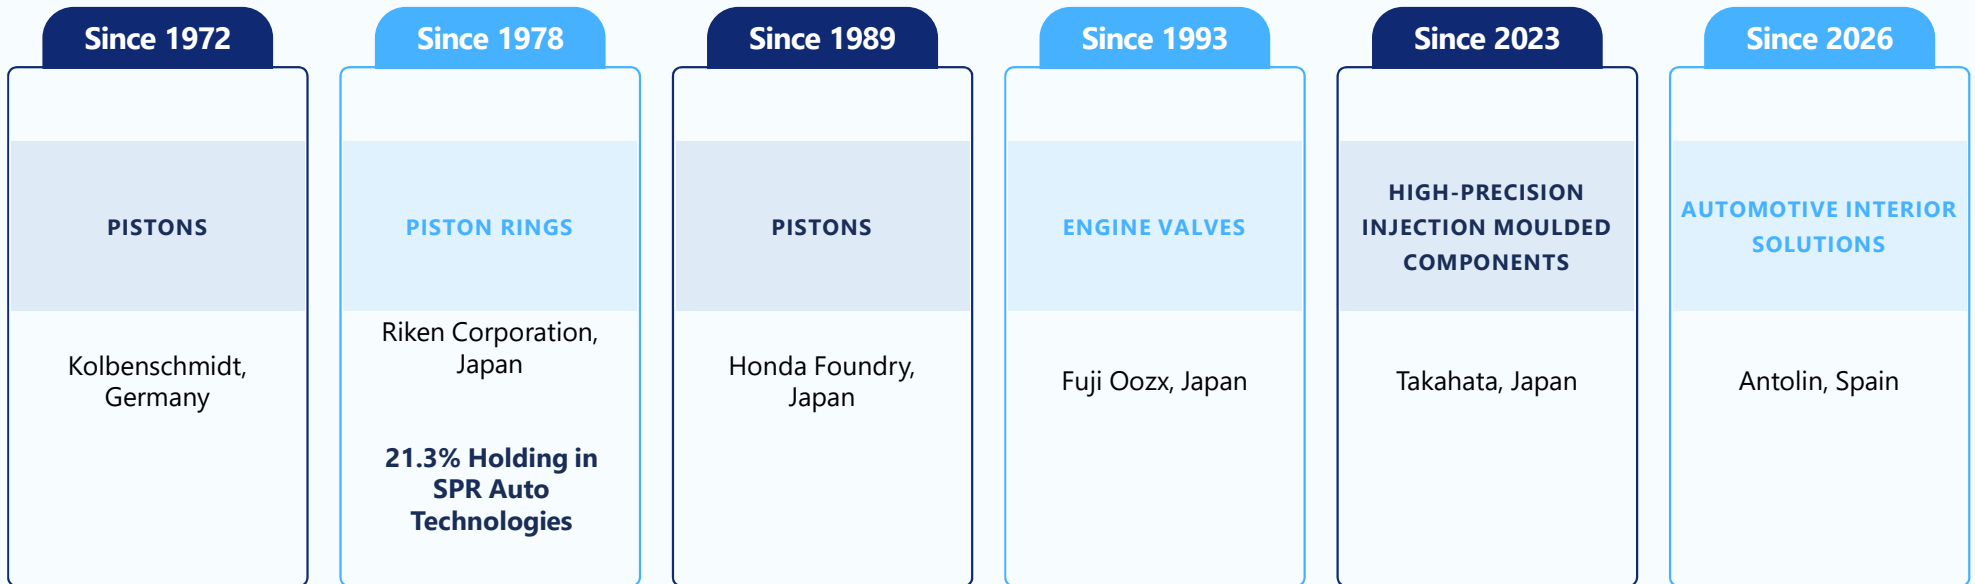 Since 1972
PISTONS
Kolbenschmidt,
Germany
Since 1978
PISTON RINGS
Riken Corporation,
Japan
21.3% Holding in
SPR Auto
Technologies
Since 1989
PISTONS
Honda Foundry,
Japan
Since 1993
ENGINE VALVES
Fuji Oozx, Japan
Since 2023
HIGH-PRECISION
INJECTION MOULDED
COMPONENTS
Takahata, Japan
Since 2026
AUTOMOTIVE INTERIOR
SOLUTIONS
Antolin, Spain